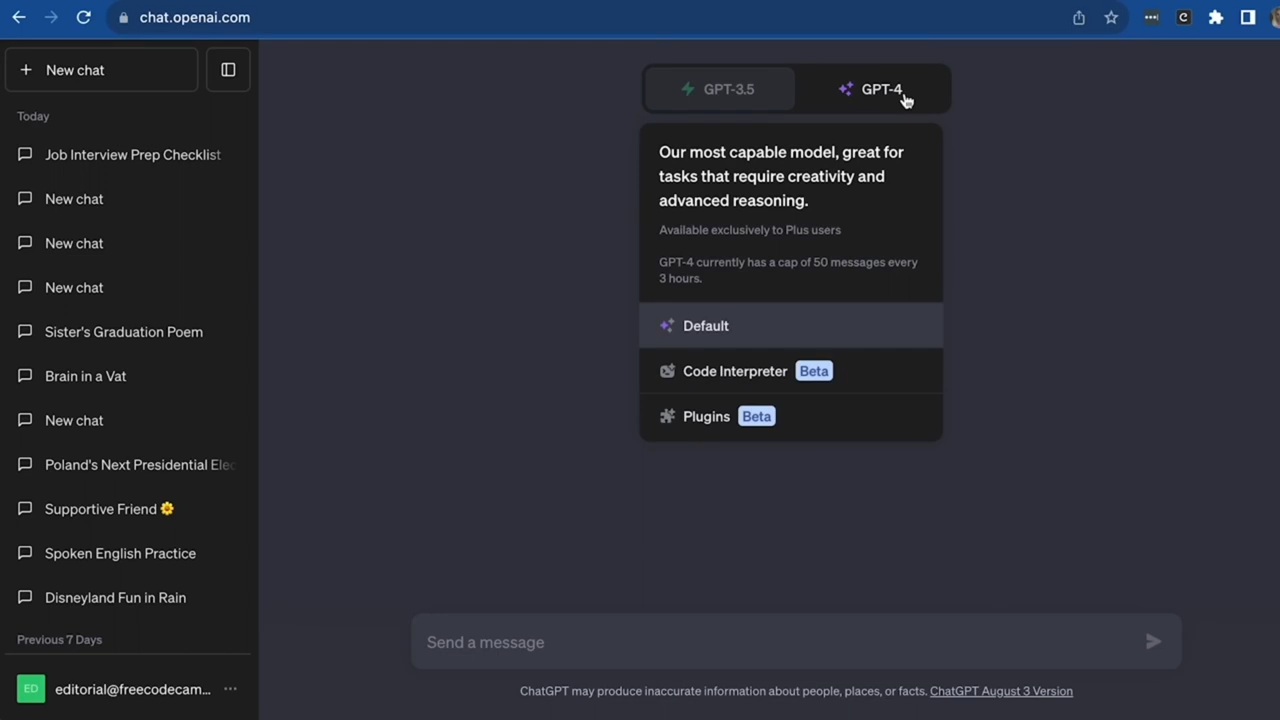 chat.openai.com
New chat
Today
Job Interview Prep Checklist
New chat
New chat
New chat
Sister's Graduation Poem
Brain in a Vat
New chat
Poland's Next Presidential Elec
Supportive Friend 🌼
Spoken English Practice
Disneyland Fun in Rain
Previous 7 Days
ED editorial@freecodecam...
GPT-3.5 GPT-4
Our most capable model, great for
tasks that require creativity and
advanced reasoning.
Available exclusively to Plus users
GPT-4 currently has a cap of 50 messages every
3 hours.
Default
Code Interpreter Beta
Plugins Beta
Send a message
ChatGPT may produce inaccurate information about people, places, or facts. ChatGPT August 3 Version